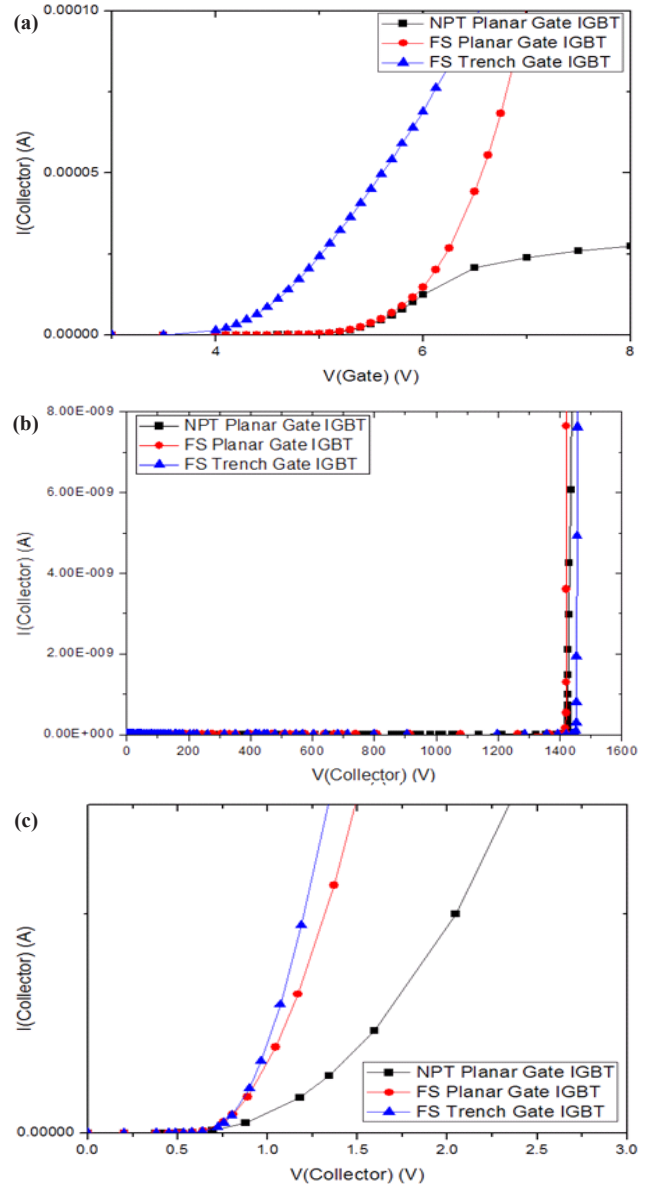 (a)
0.00010
NPT Planar Gate IGBT
FS Planar Gate IGBT
FS Trench Gate IGBT
I(Collector) (A)
0.00005
0.00000
4 6 8
V(Gate) (V)
(b)
8.00E-009
NPT Planar Gate IGBT
FS Planar Gate IGBT
FS Trench Gate IGBT
6.00E-009
I(Collector) (A)
4.00E-009
2.00E-009
0.00E+000
0 200 400 600 800 1000 1200 1400 1600
V(Collector) (V)
(c)
I(Collector) (A)
NPT Planar Gate IGBT
FS Planar Gate IGBT
FS Trench Gate IGBT
0.00000
0.0 0.5 1.0 1.5 2.0 2.5 3.0
V(Collector) (V)